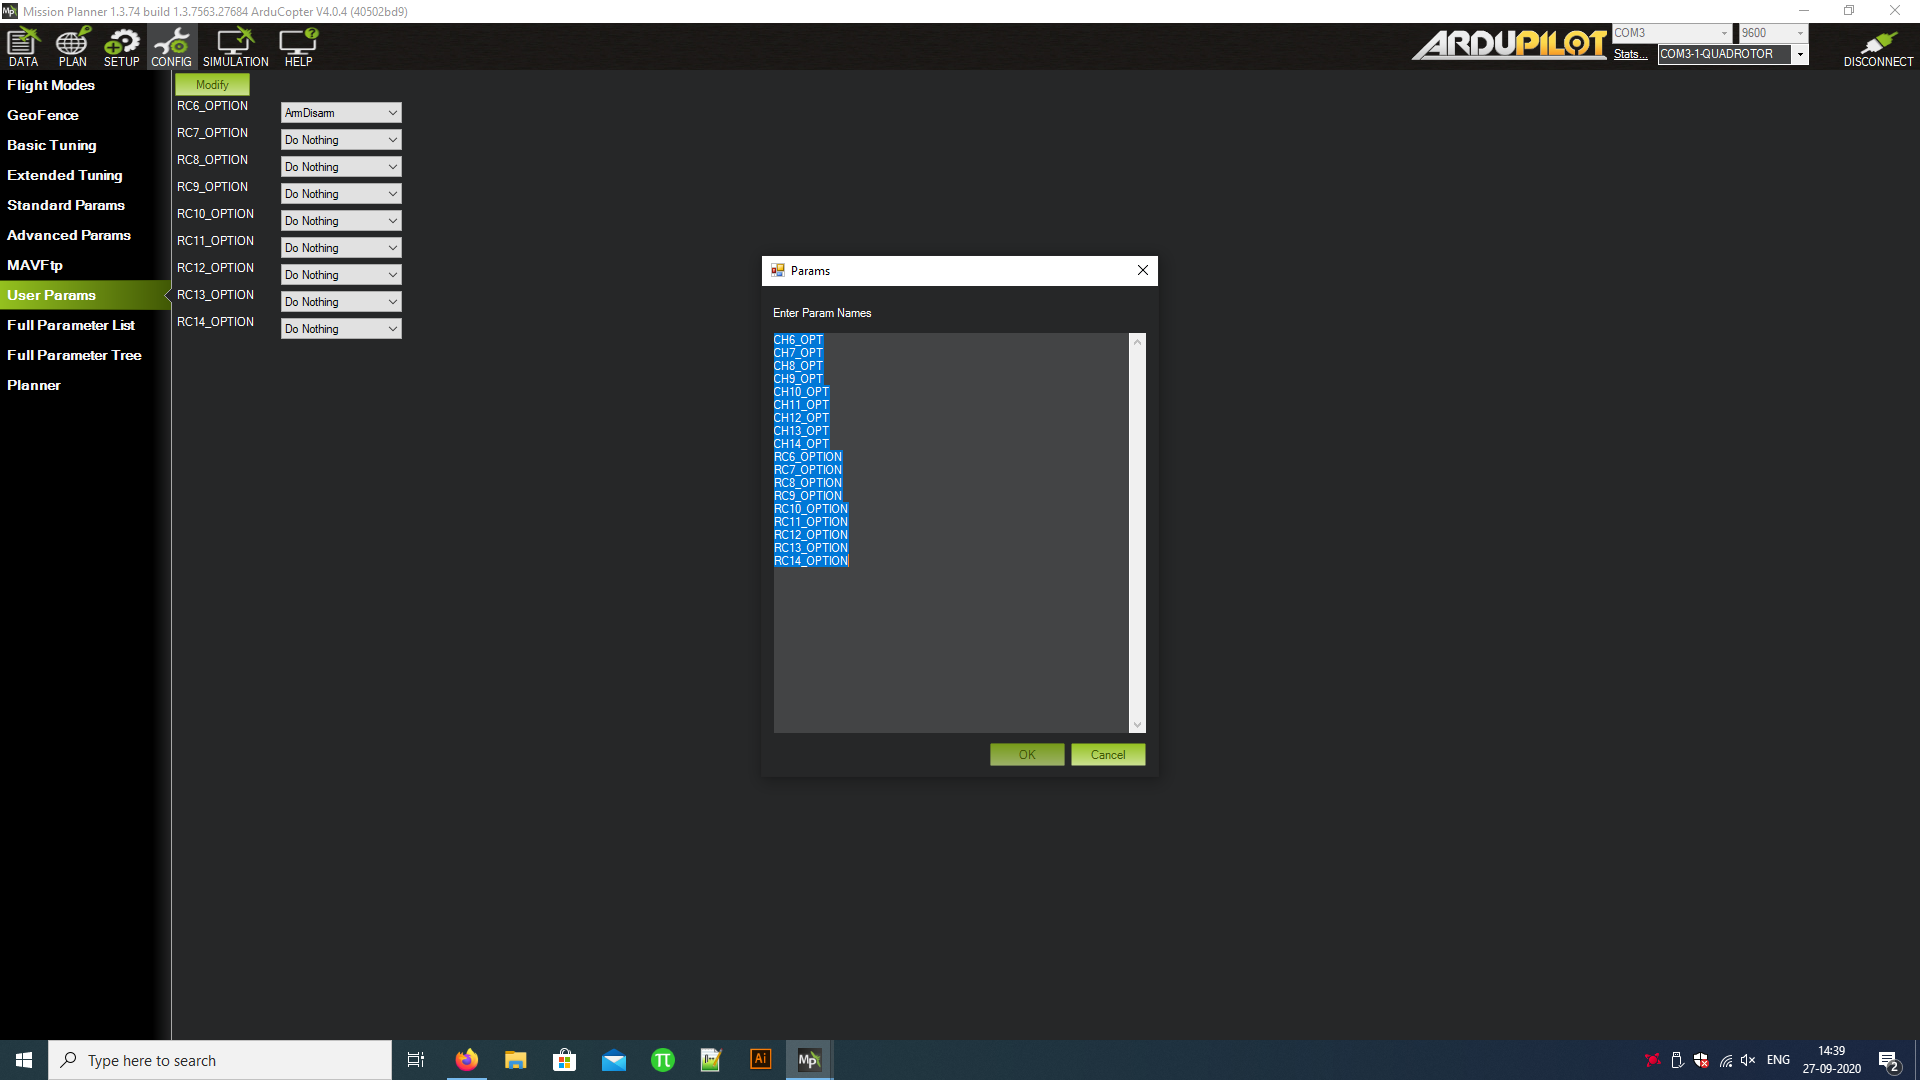 Mission Planner 1.3.74 build 1.3.7563.27684 ArduCopter V4.0.4 (40502bd9)
DATA PLAN SETUP CONFIG SIMULATION HELP
ARDUPILOT
COM3 9600
Stats... COM3-1-QUADROTOR
DISCONNECT
Flight Modes
GeoFence
Basic Tuning
Extended Tuning
Standard Params
Advanced Params
MAVFtp
User Params
Full Parameter List
Full Parameter Tree
Planner
Modify
RC6_OPTION ArmDisarm
RC7_OPTION Do Nothing
RC8_OPTION Do Nothing
RC9_OPTION Do Nothing
RC10_OPTION Do Nothing
RC11_OPTION Do Nothing
RC12_OPTION Do Nothing
RC13_OPTION Do Nothing
RC14_OPTION Do Nothing
Params
Enter Param Names
CH6_OPT
CH7_OPT
CH8_OPT
CH9_OPT
CH10_OPT
CH11_OPT
CH12_OPT
CH13_OPT
CH14_OPT
RC6_OPTION
RC7_OPTION
RC8_OPTION
RC9_OPTION
RC10_OPTION
RC11_OPTION
RC12_OPTION
RC13_OPTION
RC14_OPTION
OK Cancel
Type here to search
Ai
Mp
ENG
14:39
27-09-2020
2